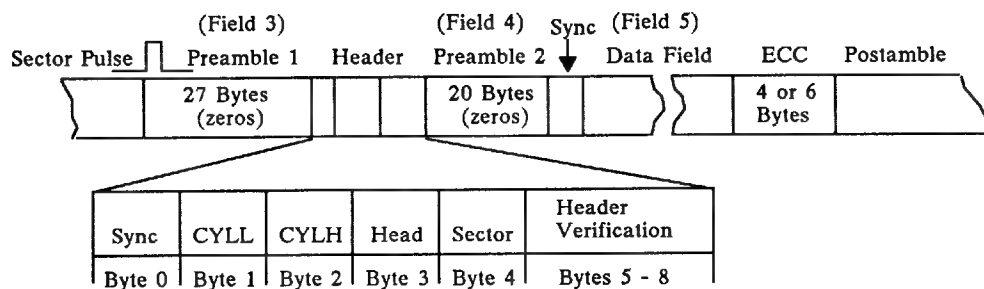 (Field 3) (Field 4) Sync (Field 5)
Sector Pulse Preamble 1 Header Preamble 2 Data Field ECC Postamble
27 Bytes 20 Bytes 4 or 6
(zeros) (zeros) Bytes
Header
Sync CYLL CYLH Head Sector Verification
Byte 0 Byte 1 Byte 2 Byte 3 Byte 4 Bytes 5 - 8